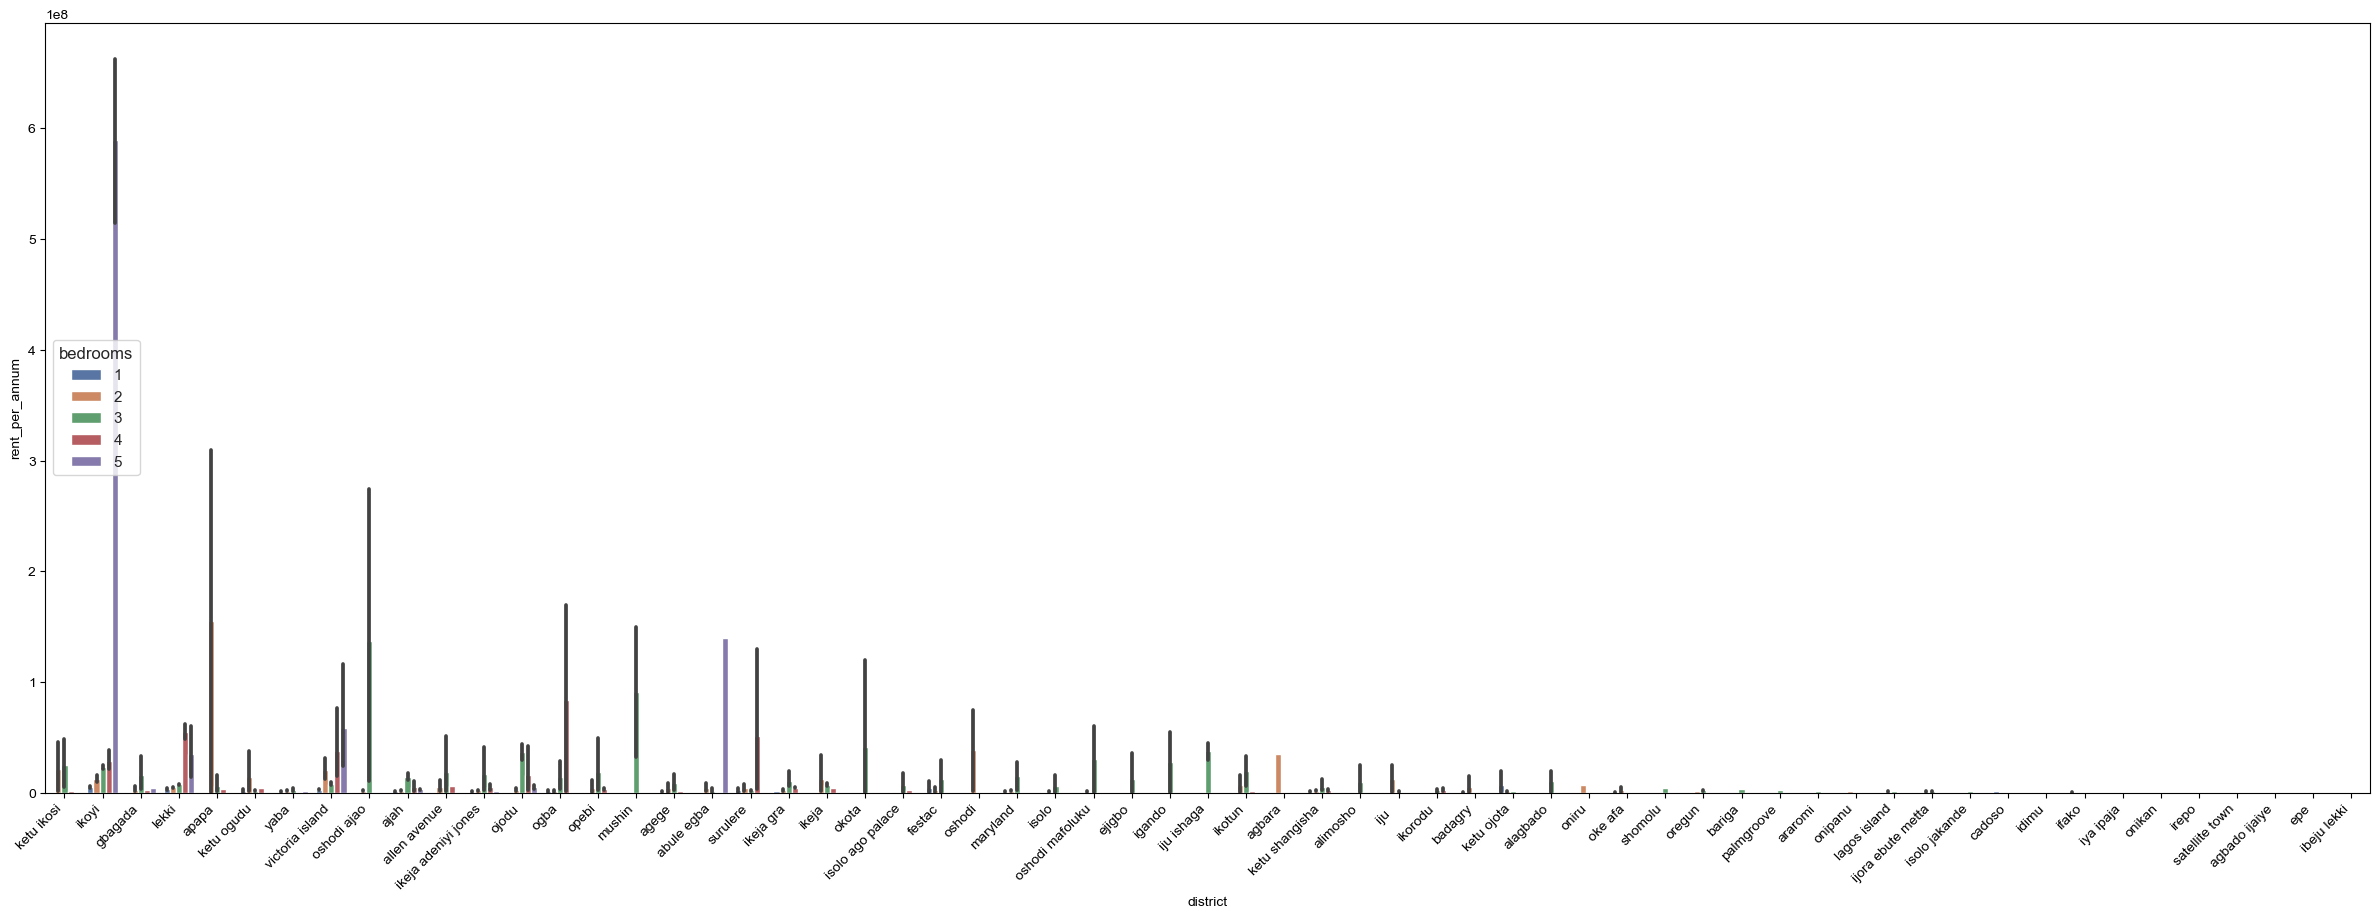 1e8
6
5
4
3
2
1
0
rent_per_annum
bedrooms
1
2
3
4
5
ketu ikosi
ikoyi
gbagada
lekki
apapa
ketu ogudu
yaba
victoria island
oshodi ajao
ajah
allen avenue
ikeja adeniyi jones
ojodu
ogba
opebi
mushin
agege
abule egba
surulere
ikeja gra
ikeja
okota
isolo ago palace
festac
oshodi
maryland
isolo
oshodi mafoluku
ejigbo
igando
iju ishaga
ikotun
agbara
ketu shangisha
alimosho
iju
ikorodu
badagry
ketu ojota
alagbado
oniru
oke afa
shomolu
oregun
bariga
palmgroove
araromi
onipanu
lagos island
ijora ebute metta
isolo jakande
cadoso
idimu
ifako
iya ipaja
onikan
irepo
satellite town
agbado ijaiye
epe
ibeju lekki
district